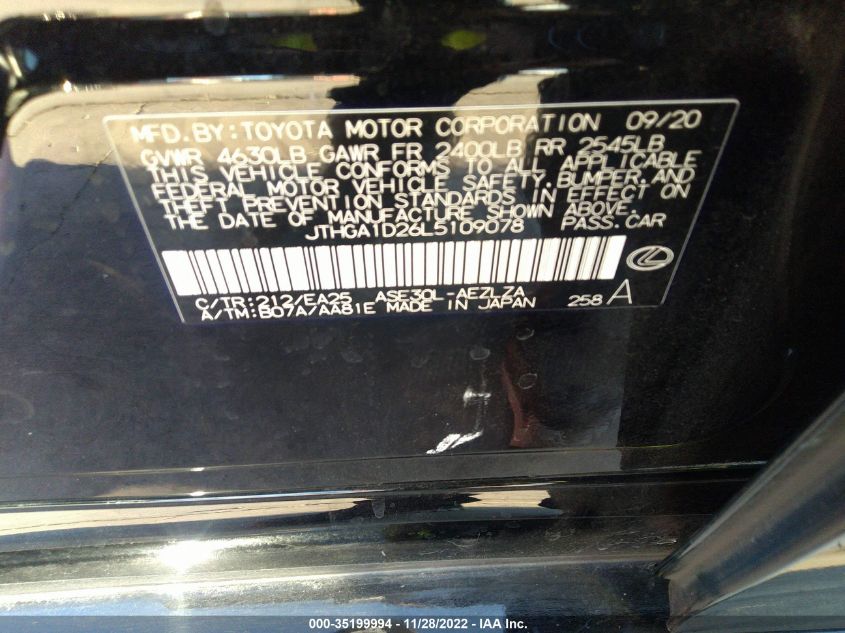 MFD.BY:TOYOTA MOTOR CORPORATION 09/20
GVWR 4630LB GAWR FR 2400LB RR 2545LB
THIS VEHICLE CONFORMS TO ALL APPLICABLE
FEDERAL MOTOR VEHICLE SAFETY,BUMPER,AND
THEFT PREVENTION STANDARDS IN EFFECT ON
THE DATE OF MANUFACTURE SHOWN ABOVE.
JTHGA1D26L5109078 PASS.CAR
C/TR:212/EA25 ASE30L-AEZLZA
A/TM:B07A/AA81E MADE IN JAPAN 258 A
000-35199994 - 11/28/2022 - IAA Inc.